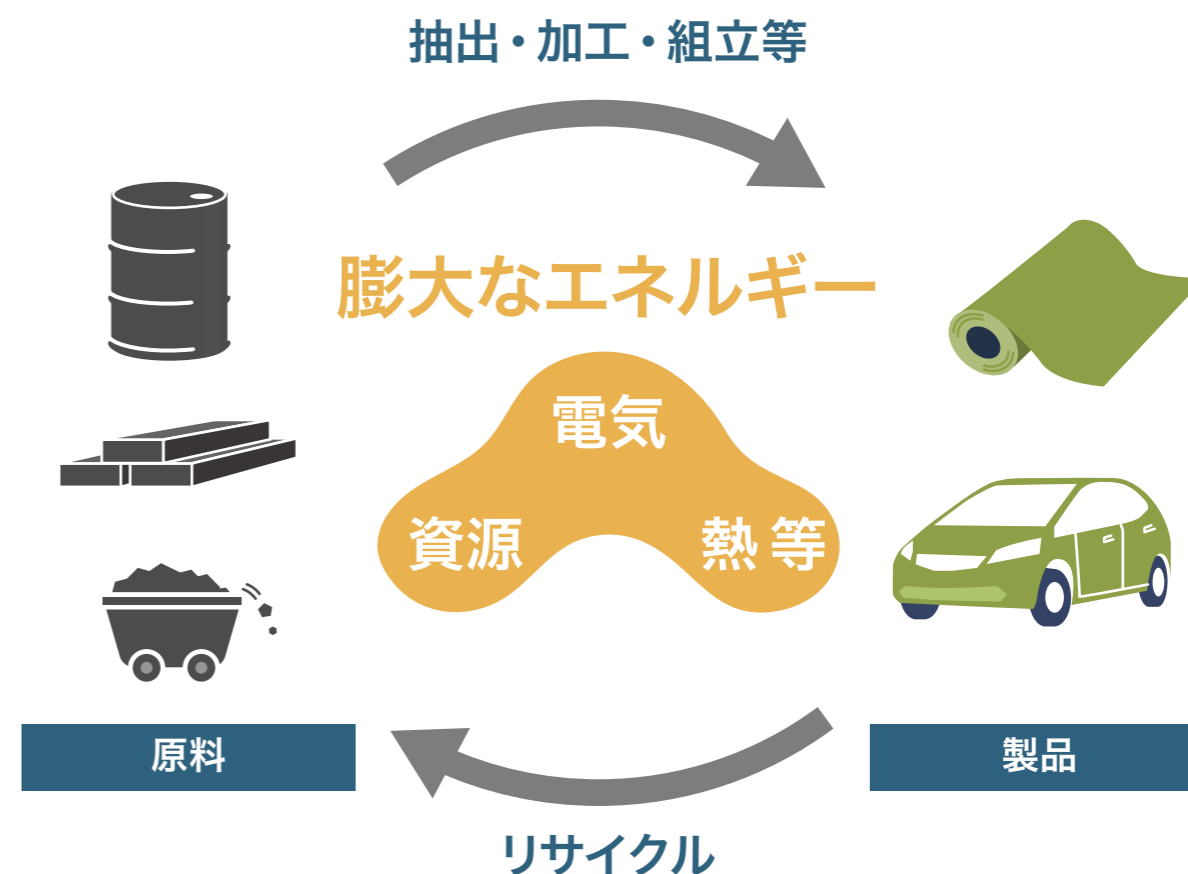 抽出・加工・組立等
膨大なエネルギー
電気
資源
熱 等
原料
製品
リサイクル